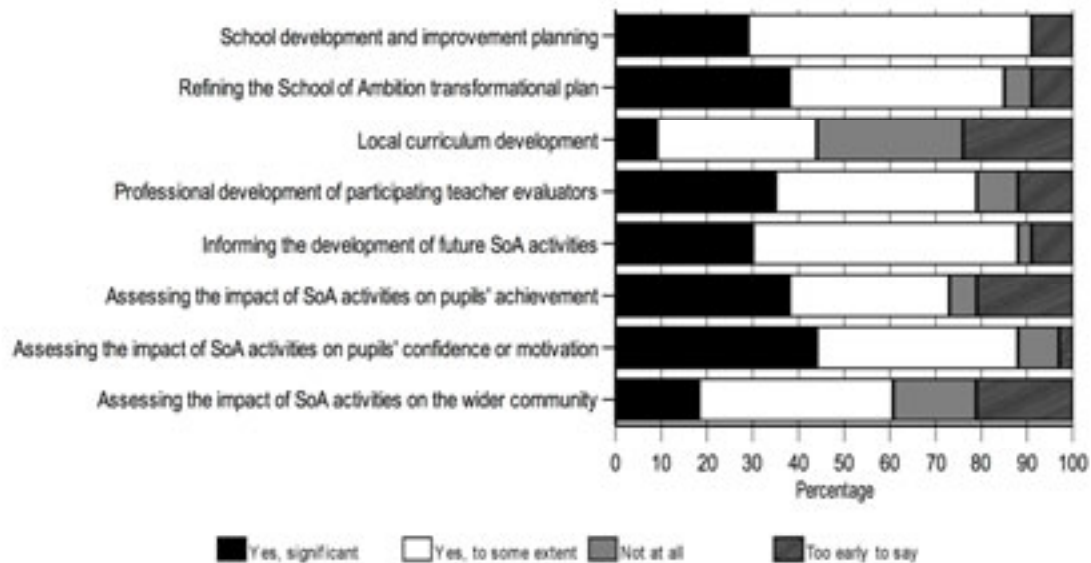 School development and improvement planning
Refining the School of Ambition transformational plan
Local curriculum development
Professional development of participating teacher evaluators
Informing the development of future SoA activities
Assessing the impact of SoA activities on pupils' achievement
Assessing the impact of SoA activities on pupils' confidence or motivation
Assessing the impact of SoA activities on the wider community
0 10 20 30 40 50 60 70 80 90 100
Percentage
Yes, significant Yes, to some extent Not at all Too early to say